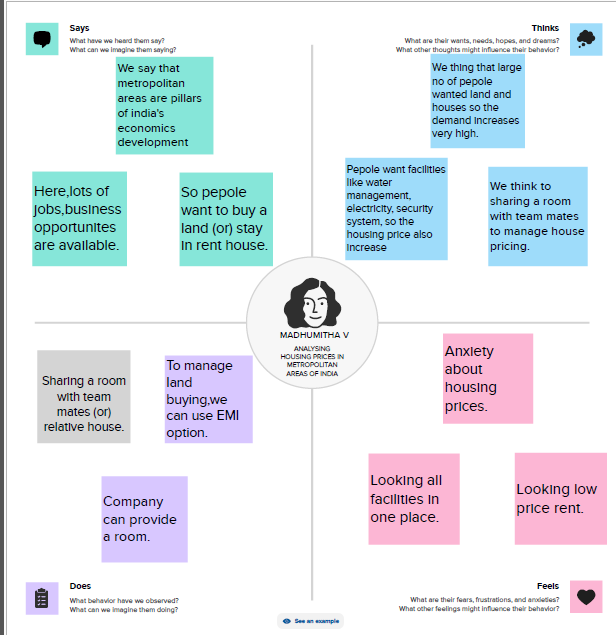 Says
What have we heard them say?
What can we imagine them saying?
Thinks
What are their wants, needs, hopes, and dreams?
What other thoughts might influence their behavior?
We say that
metropolitan
areas are pillars
of india's
economics
development
We thing that large
no of pepole
wanted land and
houses so the
demand increases
very high.
Here,lots of
jobs,business
opportunites
are available.
So pepole
want to buy a
land (or) stay
in rent house.
Pepole want facilities
like water
management,
electricity, security
system, so the
housing price also
increase
We think to
sharing a room
with team mates
to manage house
pricing.
MADHUMITHA V
ANALYSING
HOUSING PRICES IN
METROPOLITAN
AREAS OF INDIA
Sharing a room
with team
mates (or)
relative house.
To manage
land
buying,we
can use EMI
option.
Company
can provide
a room.
Anxiety
about
housing
prices.
Looking all
facilities in
one place.
Looking low
price rent.
Does
What behavior have we observed?
What can we imagine them doing?
Feels
What are their fears, frustrations, and anxieties?
What other feelings might influence their behavior?
See an example